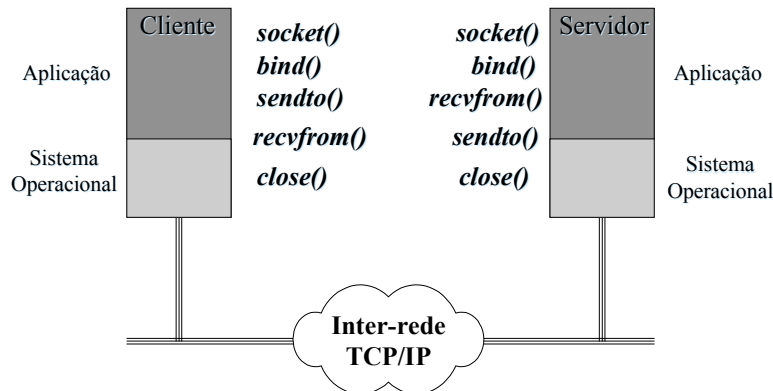 Cliente
Aplicação
Sistema
Operacional
socket()
bind()
sendto()
recvfrom()
close()
socket()
bind()
recvfrom()
sendto()
close()
Servidor
Aplicação
Sistema
Operacional
Inter-rede
TCP/IP